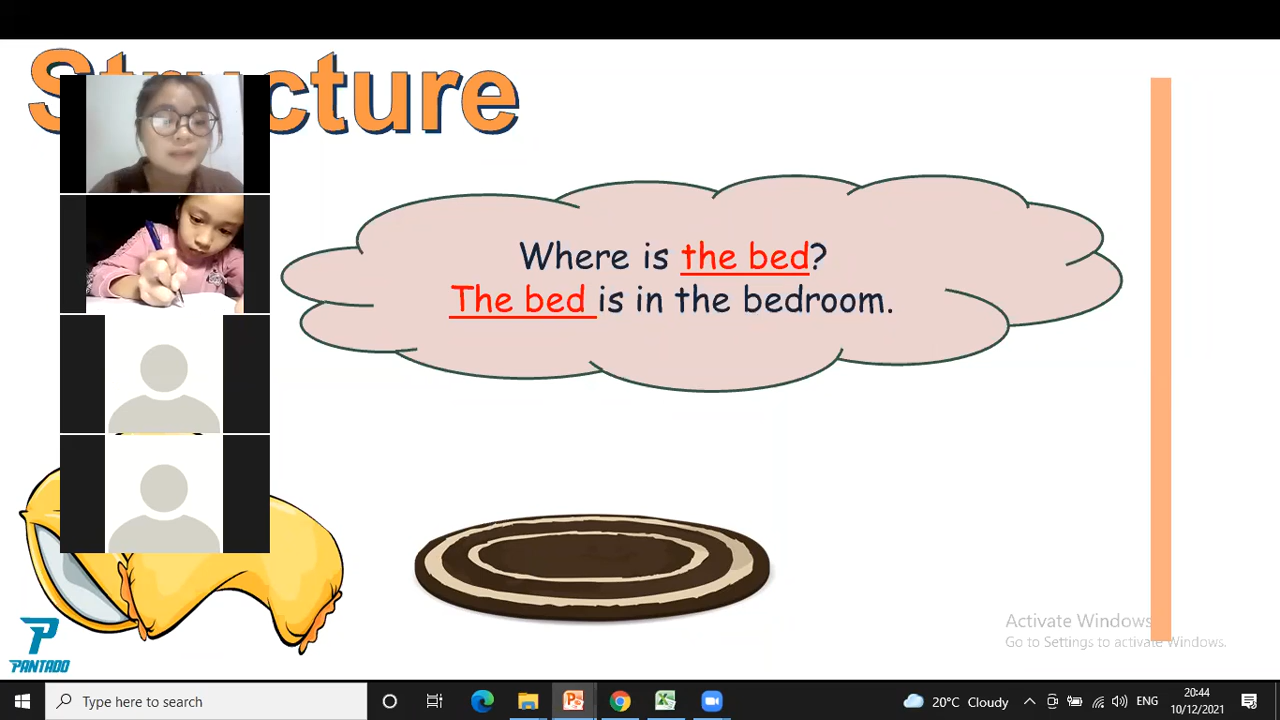 Structure
Where is the bed?
The bed is in the bedroom.
Activate Windows
Go to Settings to activate Windows.
PANTADO
Type here to search
20°C Cloudy
ENG
20:44
10/12/2021